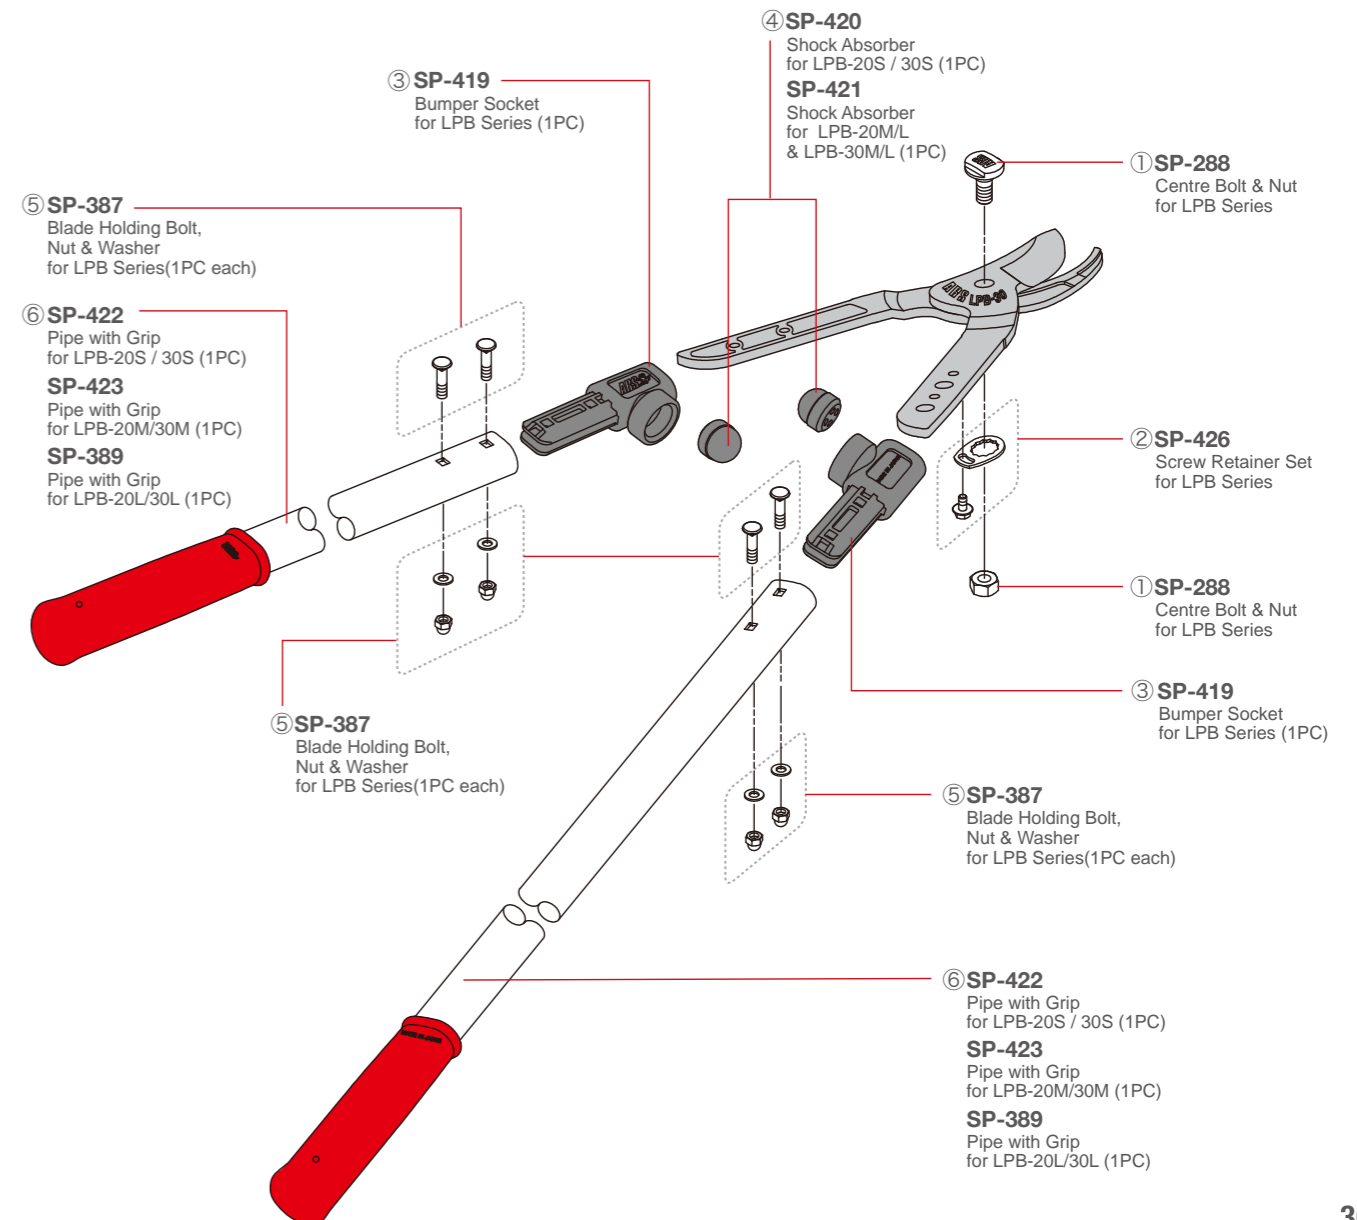 ④SP-420
Shock Absorber
for LPB-20S / 30S (1PC)
SP-421
Shock Absorber
for LPB-20M/L
& LPB-30M/L (1PC)
③SP-419
Bumper Socket
for LPB Series (1PC)
①SP-288
Centre Bolt & Nut
for LPB Series
⑤SP-387
Blade Holding Bolt,
Nut & Washer
for LPB Series(1PC each)
⑥SP-422
Pipe with Grip
for LPB-20S / 30S (1PC)
SP-423
Pipe with Grip
for LPB-20M/30M (1PC)
SP-389
Pipe with Grip
for LPB-20L/30L (1PC)
ARS LPB-30
ARS
②SP-426
Screw Retainer Set
for LPB Series
①SP-288
Centre Bolt & Nut
for LPB Series
③SP-419
Bumper Socket
for LPB Series (1PC)
⑤SP-387
Blade Holding Bolt,
Nut & Washer
for LPB Series(1PC each)
⑤SP-387
Blade Holding Bolt,
Nut & Washer
for LPB Series(1PC each)
⑥SP-422
Pipe with Grip
for LPB-20S / 30S (1PC)
SP-423
Pipe with Grip
for LPB-20M/30M (1PC)
SP-389
Pipe with Grip
for LPB-20L/30L (1PC)